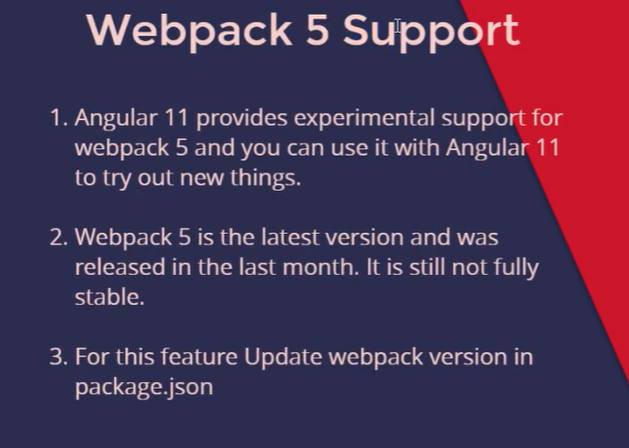 Webpack 5 Support
1. Angular 11 provides experimental support for
webpack 5 and you can use it with Angular 11
to try out new things.
2. Webpack 5 is the latest version and was
released in the last month. It is still not fully
stable.
3. For this feature Update webpack version in
package.json